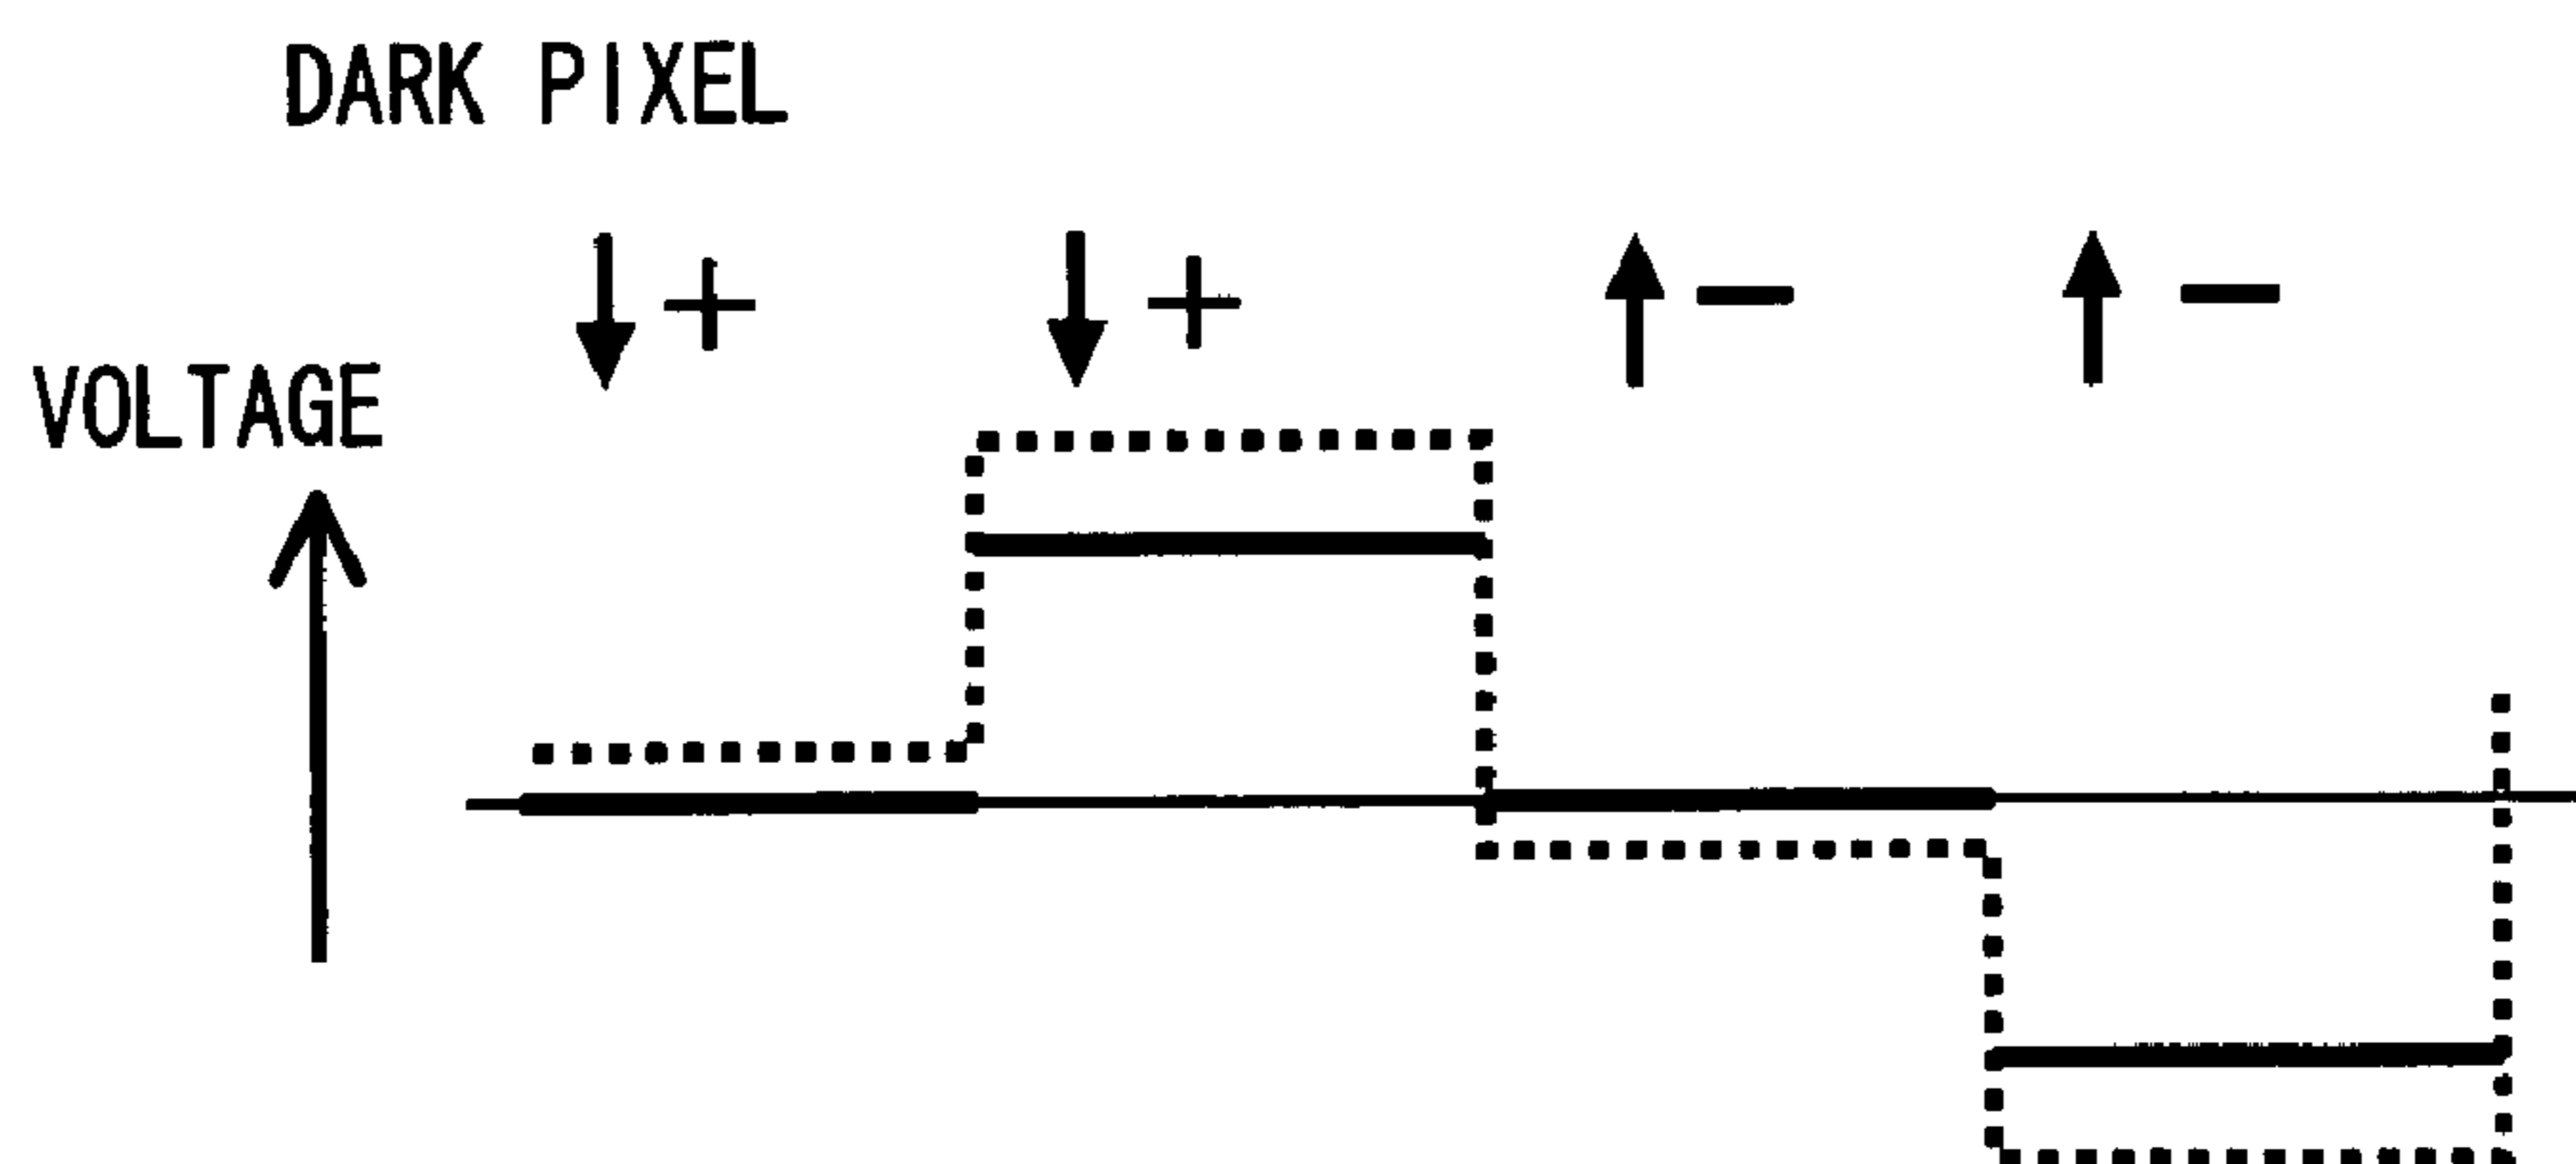 DARK PIXEL
+ + − −
VOLTAGE